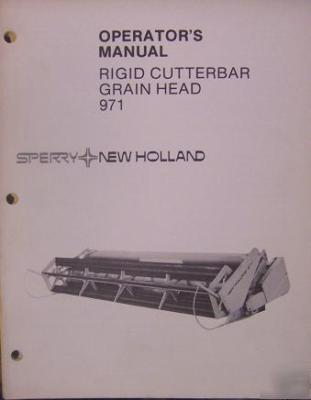 OPERATOR'S
MANUAL
RIGID CUTTERBAR
GRAIN HEAD
971
SPERRY NEW HOLLAND